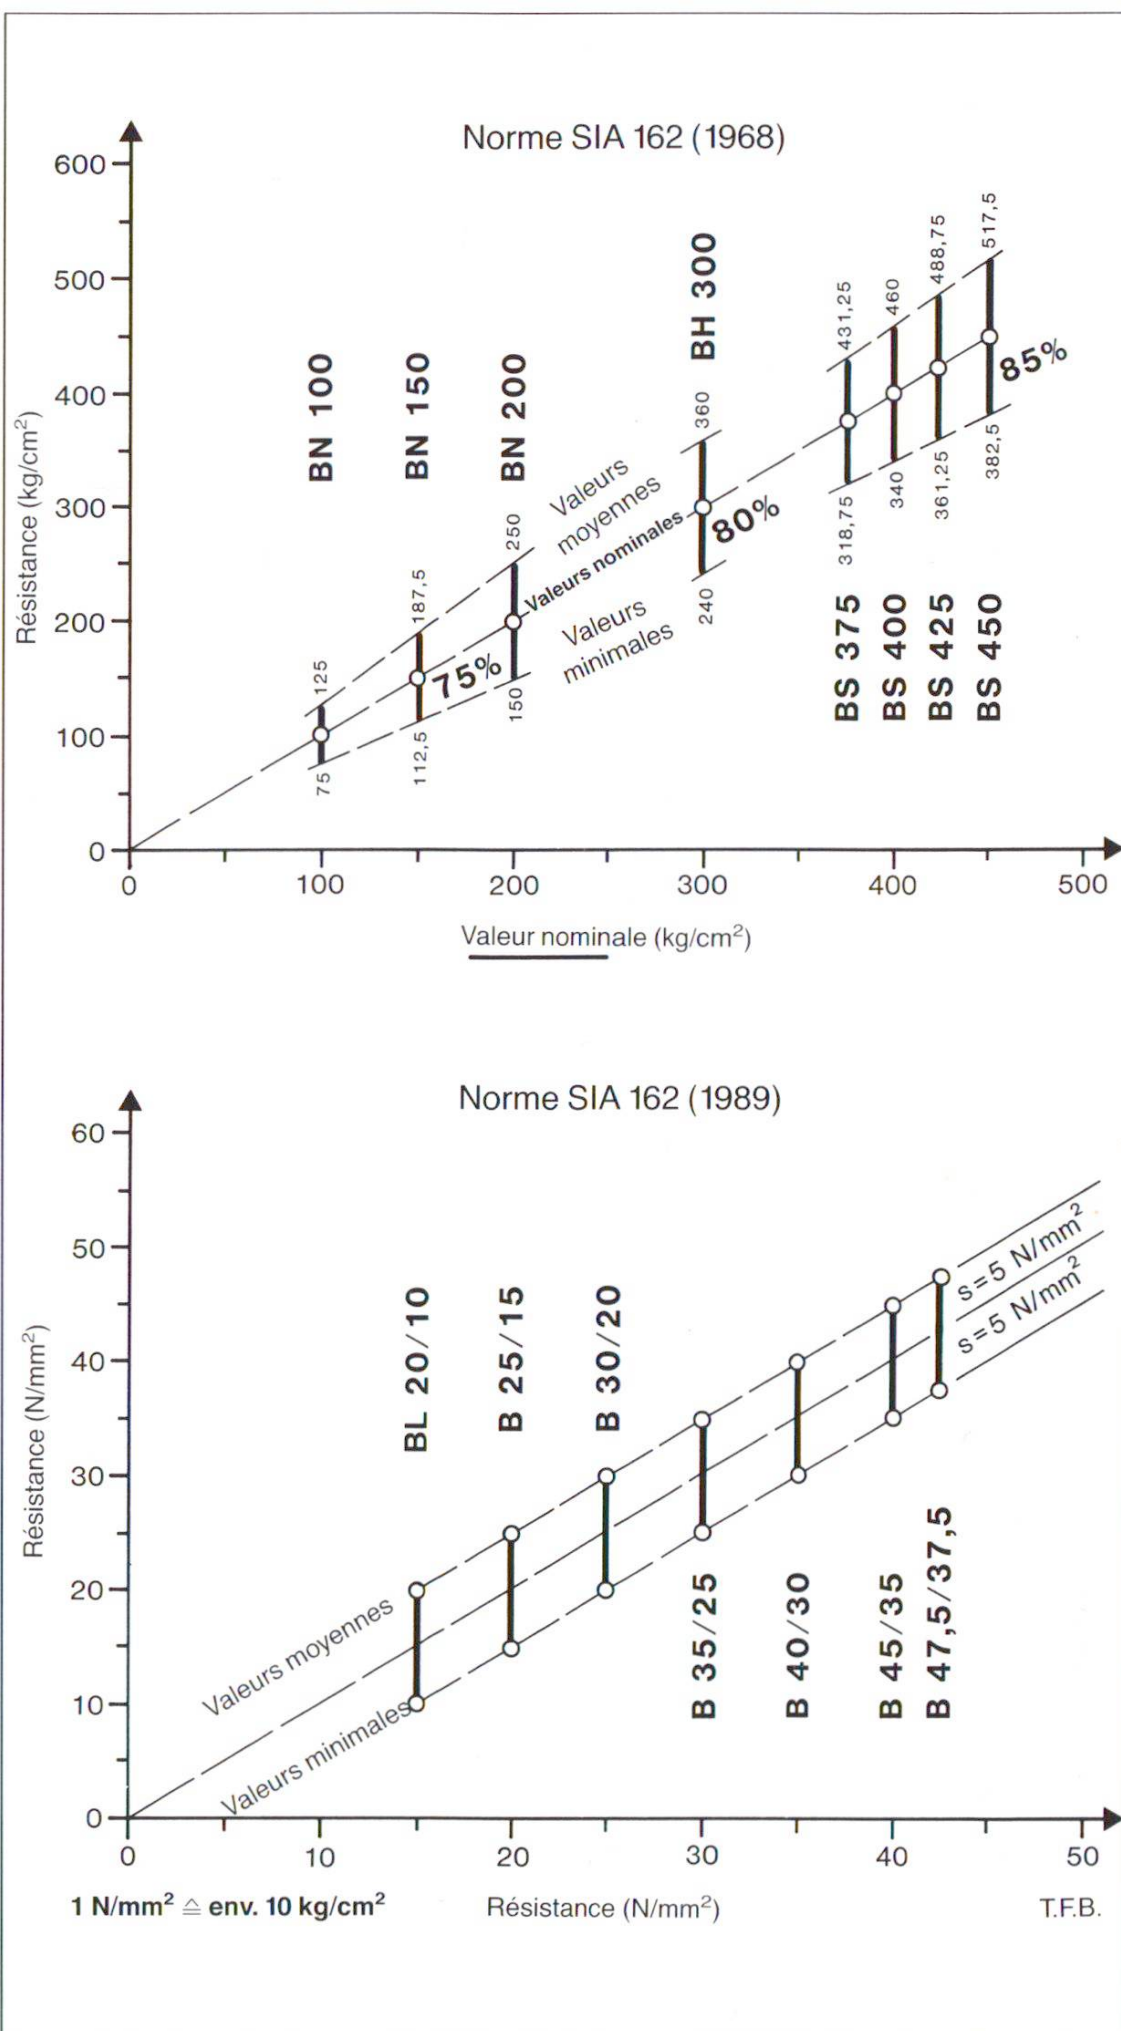 Norme SIA 162 (1968)
Résistance (kg/cm²)
600
500
400
300
200
100
0
BN 100
BN 150
BN 200
BH 300
BS 375
BS 400
BS 425
BS 450
125
75
187,5
112,5
250
150
360
240
431,25
318,75
460
340
488,75
361,25
517,5
382,5
75%
80%
85%
Valeurs
moyennes
Valeurs nominales
Valeurs
minimales
0
100
200
300
400
500
Valeur nominale (kg/cm²)
Norme SIA 162 (1989)
Résistance (N/mm²)
60
50
40
30
20
10
0
BL 20/10
B 25/15
B 30/20
B 35/25
B 40/30
B 45/35
B 47,5/37,5
s=5 N/mm²
s=5 N/mm²
Valeurs moyennes
Valeurs minimales
0
10
20
30
40
50
1 N/mm² ≙ env. 10 kg/cm²
Résistance (N/mm²)
T.F.B.